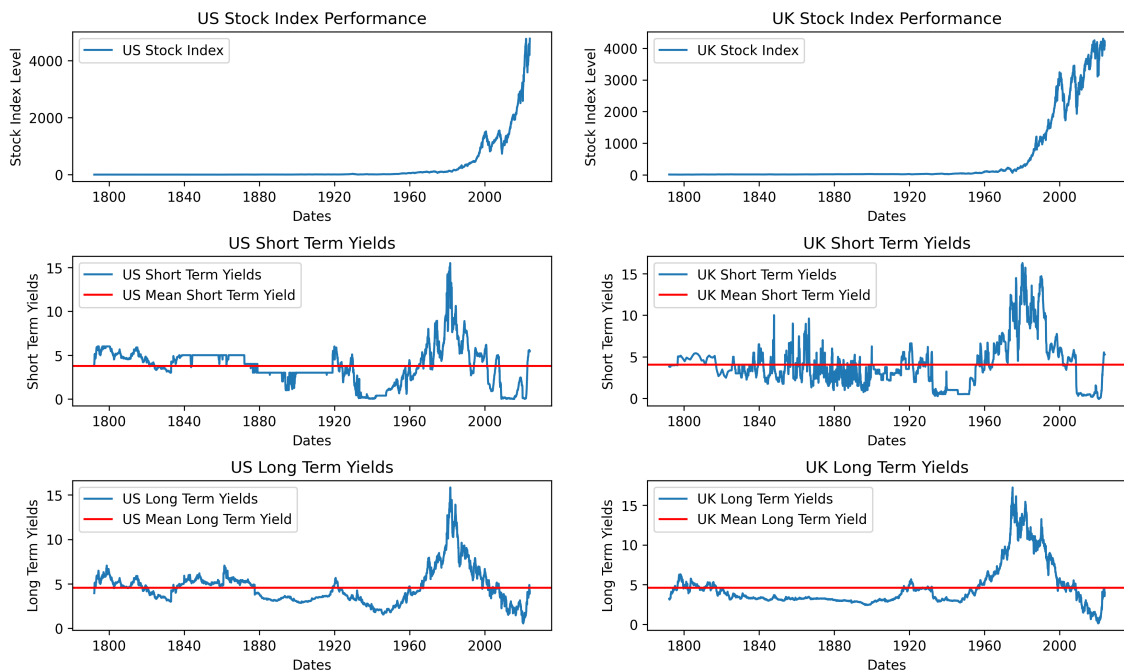 US Stock Index Performance
Stock Index Level
4000
2000
0
US Stock Index
1800 1840 1880 1920 1960 2000
Dates
UK Stock Index Performance
Stock Index Level
4000
3000
2000
1000
0
UK Stock Index
1800 1840 1880 1920 1960 2000
Dates
US Short Term Yields
Short Term Yields
15
10
5
0
US Short Term Yields
US Mean Short Term Yield
1800 1840 1880 1920 1960 2000
Dates
UK Short Term Yields
Short Term Yields
15
10
5
0
UK Short Term Yields
UK Mean Short Term Yield
1800 1840 1880 1920 1960 2000
Dates
US Long Term Yields
Long Term Yields
15
10
5
0
US Long Term Yields
US Mean Long Term Yield
1800 1840 1880 1920 1960 2000
Dates
UK Long Term Yields
Long Term Yields
15
10
5
0
UK Long Term Yields
UK Mean Long Term Yield
1800 1840 1880 1920 1960 2000
Dates